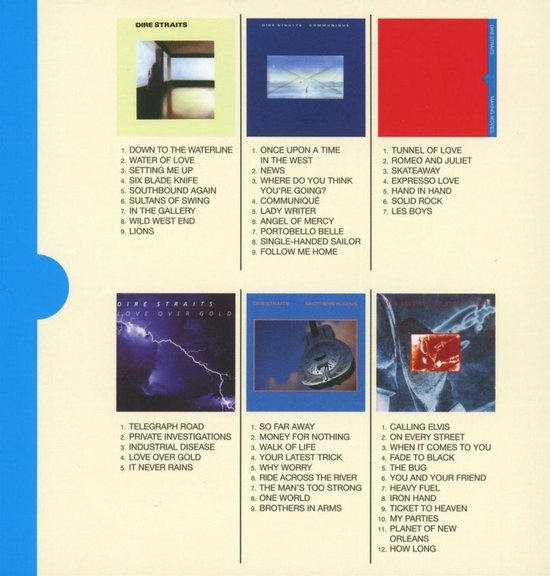 DIRE STRAITS
1. DOWN TO THE WATERLINE
2. WATER OF LOVE
3. SETTING ME UP
4. SIX BLADE KNIFE
5. SOUTHBOUND AGAIN
6. SULTANS OF SWING
7. IN THE GALLERY
8. WILD WEST END
9. LIONS
DIRE STRAITS COMMUNIQUÉ
1. ONCE UPON A TIME
IN THE WEST
2. NEWS
3. WHERE DO YOU THINK
YOU'RE GOING?
4. COMMUNIQUÉ
5. LADY WRITER
6. ANGEL OF MERCY
7. PORTOBELLO BELLE
8. SINGLE-HANDED SAILOR
9. FOLLOW ME HOME
DIRE STRAITS MAKING MOVIES
1. TUNNEL OF LOVE
2. ROMEO AND JULIET
3. SKATEAWAY
4. EXPRESSO LOVE
5. HAND IN HAND
6. SOLID ROCK
7. LES BOYS
DIRE STRAITS
LOVE OVER GOLD
1. TELEGRAPH ROAD
2. PRIVATE INVESTIGATIONS
3. INDUSTRIAL DISEASE
4. LOVE OVER GOLD
5. IT NEVER RAINS
DIRE STRAITS BROTHERS IN ARMS
1. SO FAR AWAY
2. MONEY FOR NOTHING
3. WALK OF LIFE
4. YOUR LATEST TRICK
5. WHY WORRY
6. RIDE ACROSS THE RIVER
7. THE MAN'S TOO STRONG
8. ONE WORLD
9. BROTHERS IN ARMS
1. CALLING ELVIS
2. ON EVERY STREET
3. WHEN IT COMES TO YOU
4. FADE TO BLACK
5. THE BUG
6. YOU AND YOUR FRIEND
7. HEAVY FUEL
8. IRON HAND
9. TICKET TO HEAVEN
10. MY PARTIES
11. PLANET OF NEW
ORLEANS
12. HOW LONG